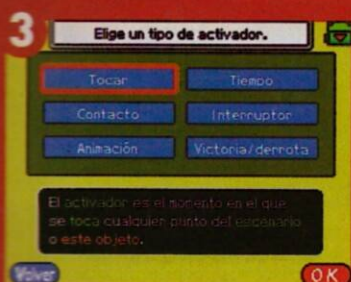 3
Elige un tipo de activador.
Tocar
Tiempo
Contacto
Interruptor
Animación
Victoria/derrota
El activador es el momento en el que
se toca cualquier punto del escenario
o este objeto.
Volver
OK